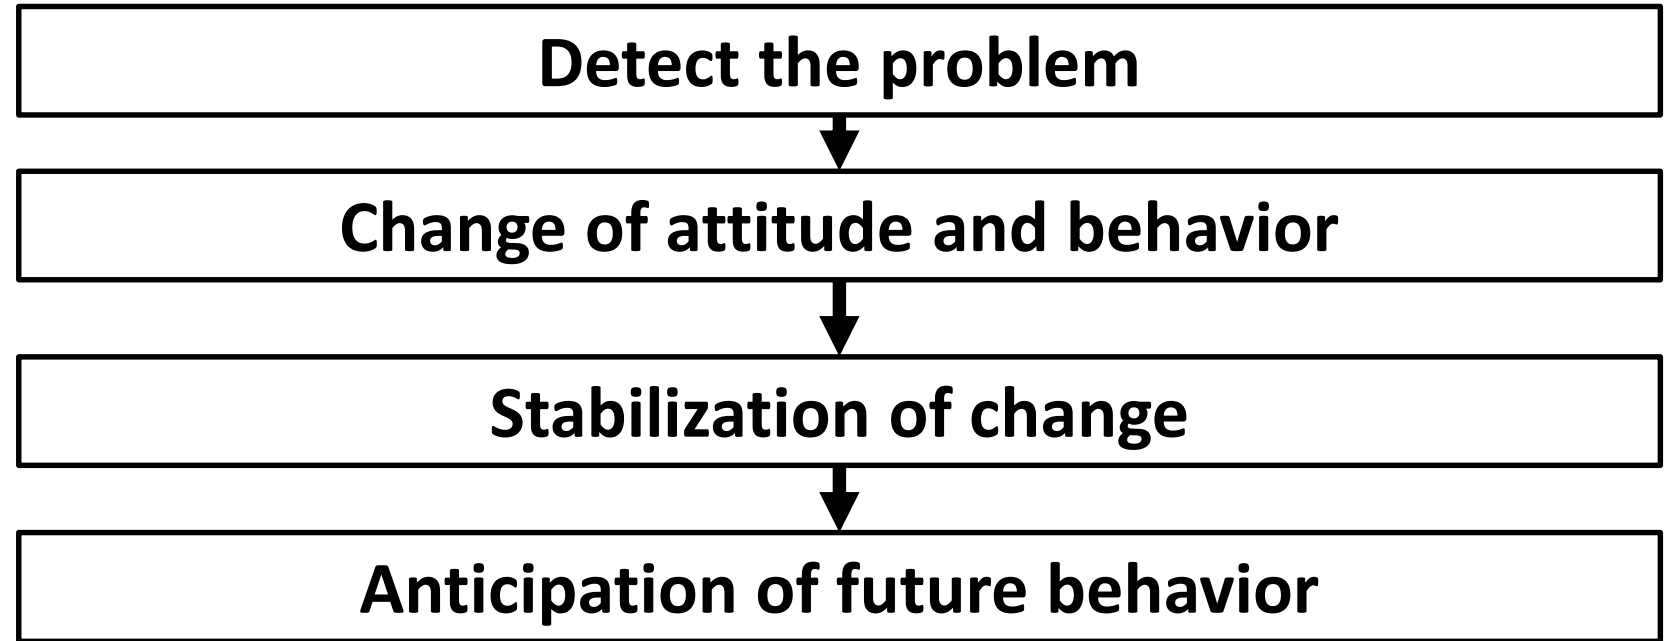 Detect the problem
Change of attitude and behavior
Stabilization of change
Anticipation of future behavior